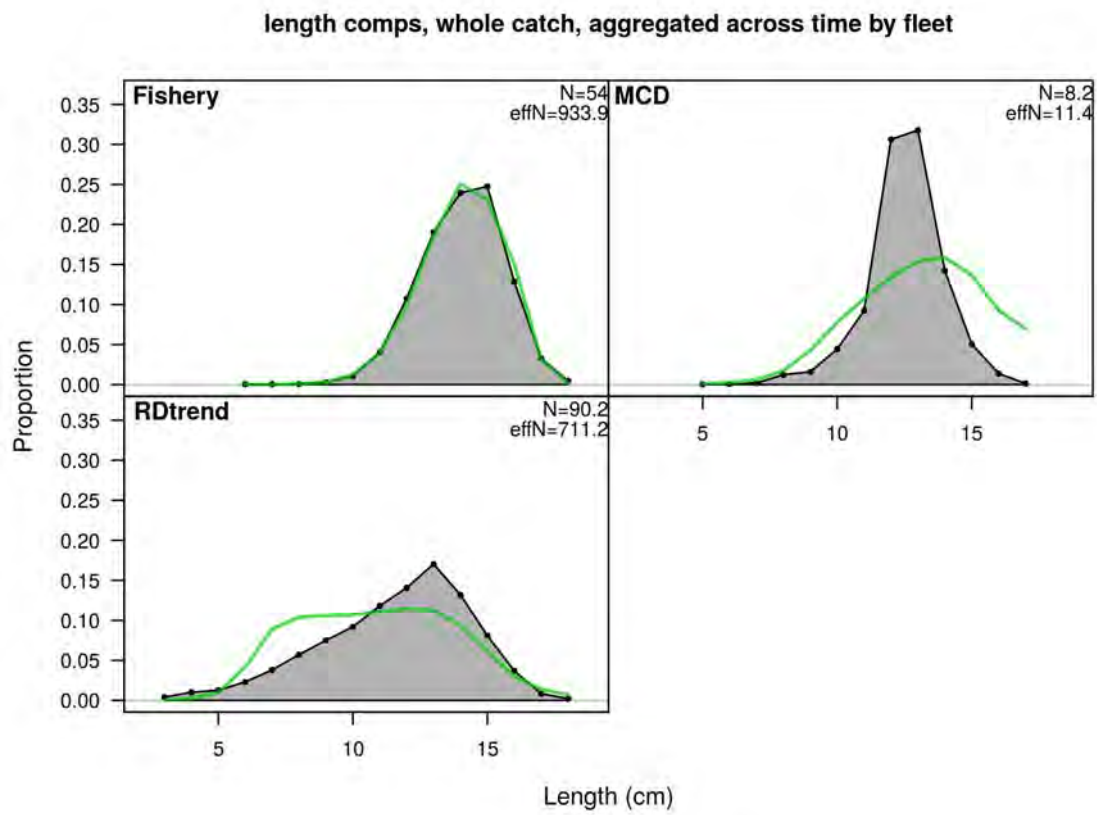 length comps, whole catch, aggregated across time by fleet
Fishery
N=54
effN=933.9
MCD
N=8.2
effN=11.4
0.35
0.30
0.25
0.20
0.15
0.10
0.05
0.00
5
10
15
RDtrend
N=90.2
effN=711.2
0.35
0.30
0.25
0.20
0.15
0.10
0.05
0.00
5
10
15
Proportion
Length (cm)